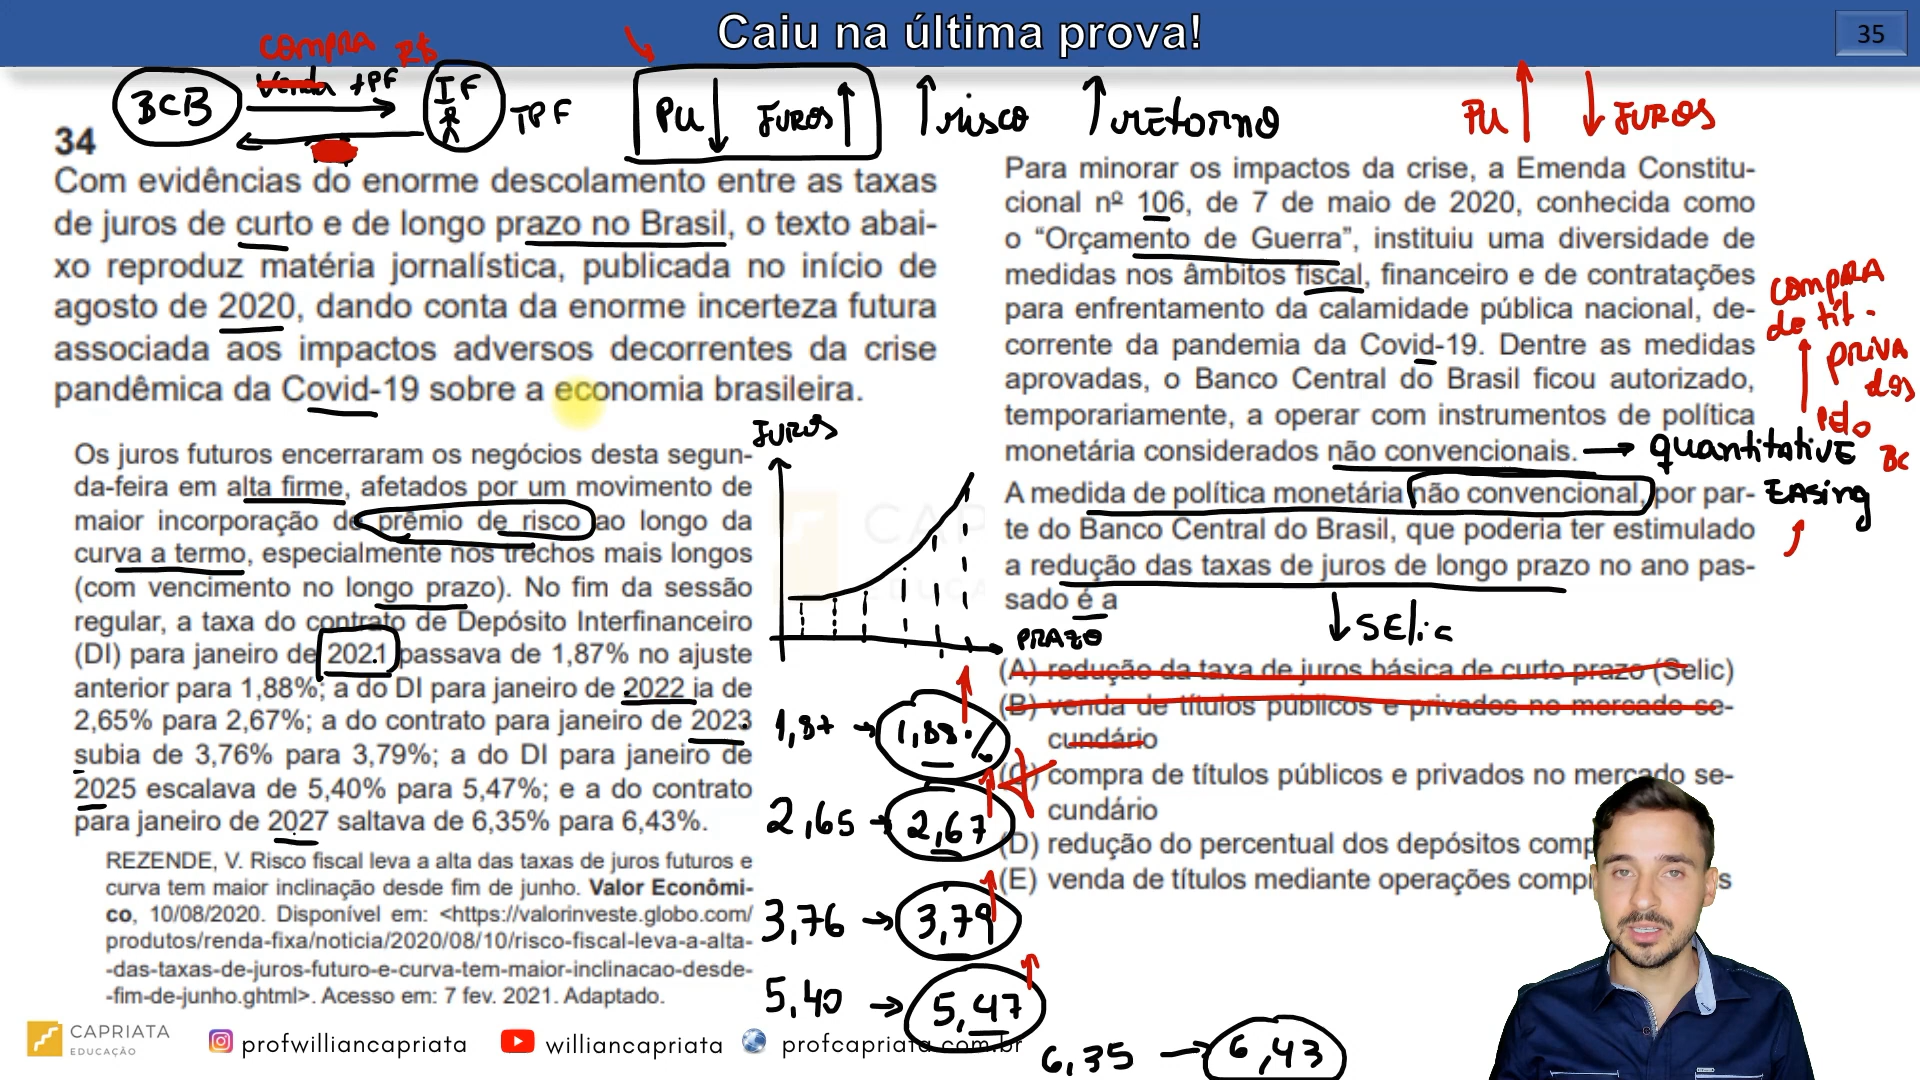 Caiu na última prova!
35
COMPRA R$
Venda TPF
BCB
IF
TPF
PU JUROS
risco
retorno
PU
JUROS
34
Com evidências do enorme descolamento entre as taxas
de juros de curto e de longo prazo no Brasil, o texto abai-
xo reproduz matéria jornalística, publicada no início de
agosto de 2020, dando conta da enorme incerteza futura
associada aos impactos adversos decorrentes da crise
pandêmica da Covid-19 sobre a economia brasileira.
Os juros futuros encerraram os negócios desta segun-
da-feira em alta firme, afetados por um movimento de
maior incorporação de prêmio de risco ao longo da
curva a termo, especialmente nos trechos mais longos
(com vencimento no longo prazo). No fim da sessão
regular, a taxa do contrato de Depósito Interfinanceiro
(DI) para janeiro de 2021 passava de 1,87% no ajuste
anterior para 1,88%; a do DI para janeiro de 2022 ia de
2,65% para 2,67%; a do contrato para janeiro de 2023
subia de 3,76% para 3,79%; a do DI para janeiro de
2025 escalava de 5,40% para 5,47%; e a do contrato
para janeiro de 2027 saltava de 6,35% para 6,43%.
REZENDE, V. Risco fiscal leva a alta das taxas de juros futuros e
curva tem maior inclinação desde fim de junho. Valor Econômi-
co, 10/08/2020. Disponível em: <https://valorinveste.globo.com/
produtos/renda-fixa/noticia/2020/08/10/risco-fiscal-leva-a-alta-
-das-taxas-de-juros-futuro-e-curva-tem-maior-inclinacao-desde-
-fim-de-junho.ghtml>. Acesso em: 7 fev. 2021. Adaptado.
JUROS
PRAZO
1,87
1,88%
2,65
2,67
3,76
3,79
5,40
5,47
6,35
6,43
Para minorar os impactos da crise, a Emenda Constitu-
cional nº 106, de 7 de maio de 2020, conhecida como
o “Orçamento de Guerra”, instituiu uma diversidade de
medidas nos âmbitos fiscal, financeiro e de contratações
para enfrentamento da calamidade pública nacional, de-
corrente da pandemia da Covid-19. Dentre as medidas
aprovadas, o Banco Central do Brasil ficou autorizado,
temporariamente, a operar com instrumentos de política
monetária considerados não convencionais.
quantitative
Easing
COMPRA
de tít.
PRIVA
dos
PELO
BC
A medida de política monetária não convencional, por par-
te do Banco Central do Brasil, que poderia ter estimulado
a redução das taxas de juros de longo prazo no ano pas-
sado é a
SElic
(A) redução da taxa de juros básica de curto prazo (Selic)
(B) venda de títulos públicos e privados no mercado se-
cundário
(C) compra de títulos públicos e privados no mercado se-
cundário
(D) redução do percentual dos depósitos comp
(E) venda de títulos mediante operações comp
CAPRIATA
EDUCAÇÃO
profwilliancapriata
williancapriata
profcapriata.com.br